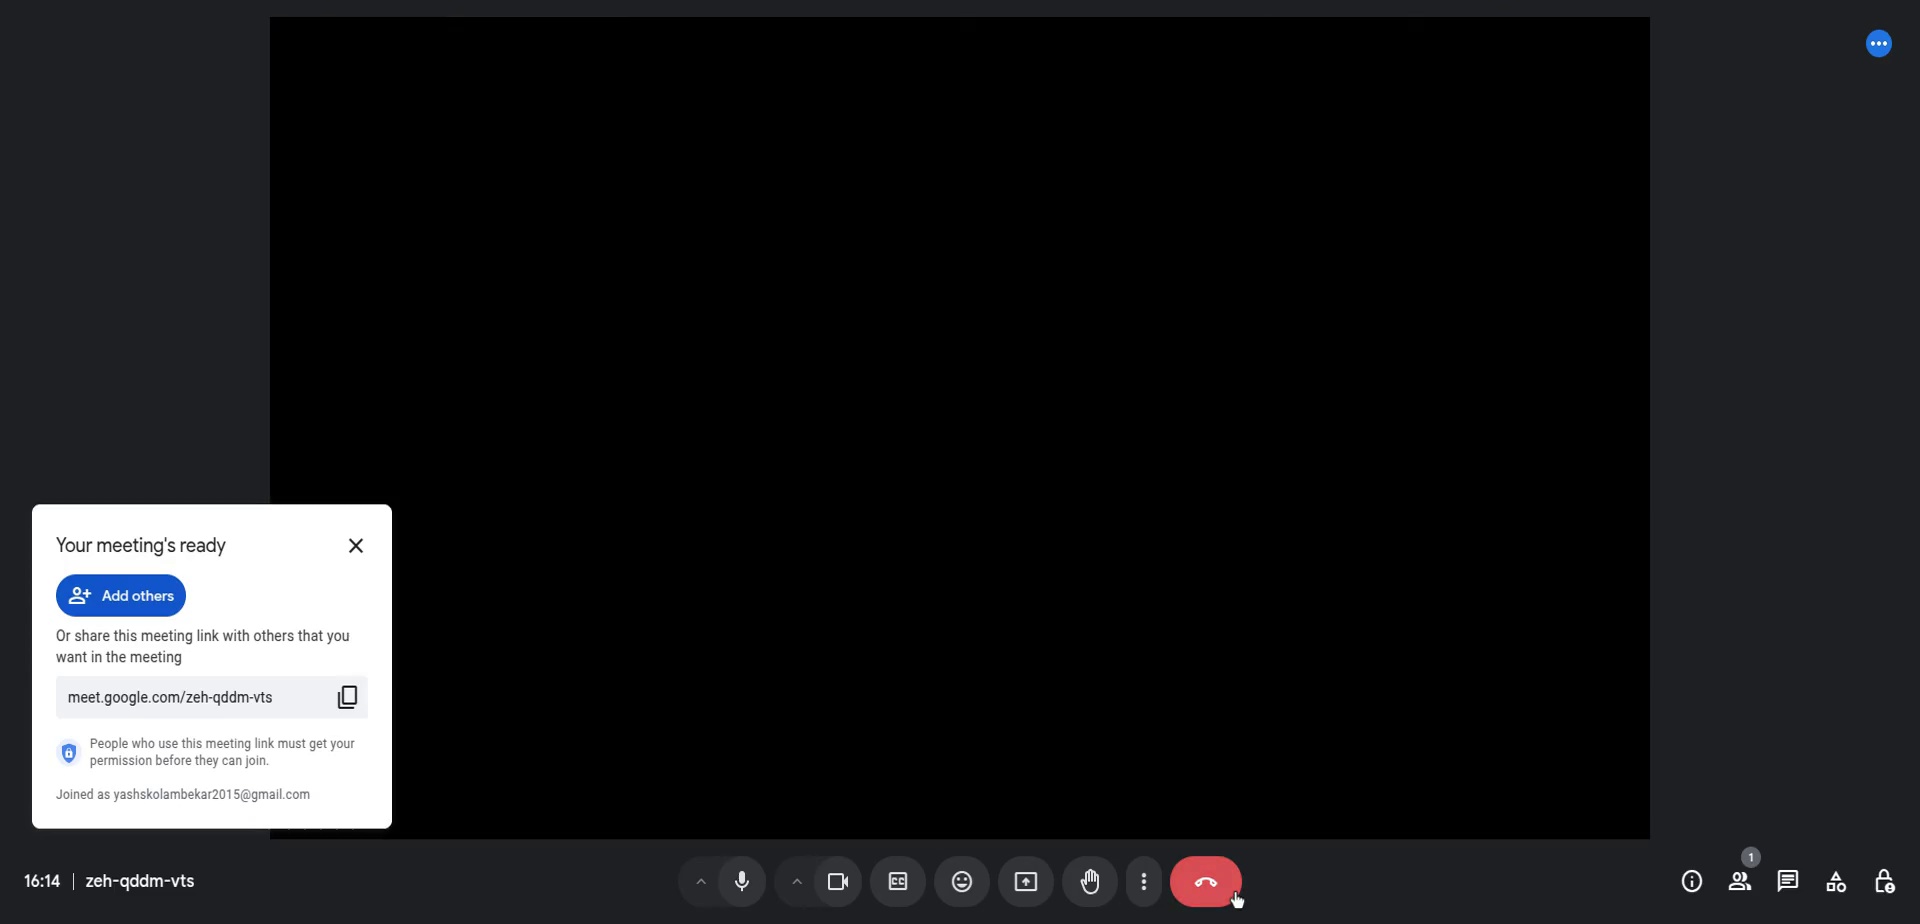 Your meeting's ready
Add others
Or share this meeting link with others that you
want in the meeting
meet.google.com/zeh-qddm-vts
People who use this meeting link must get your
permission before they can join.
Joined as yashskolambekar2015@gmail.com
16:14 | zeh-qddm-vts
CC
1